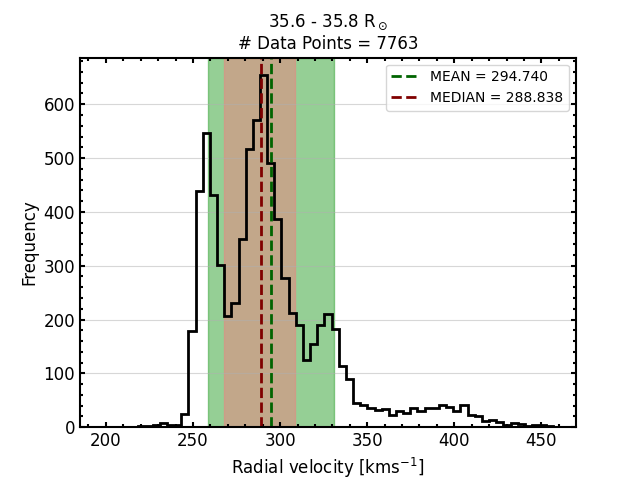 35.6 - 35.8 R⊙
# Data Points = 7763
MEAN = 294.740
MEDIAN = 288.838
Frequency
600
500
400
300
200
100
0
200 250 300 350 400 450
Radial velocity [kms⁻¹]